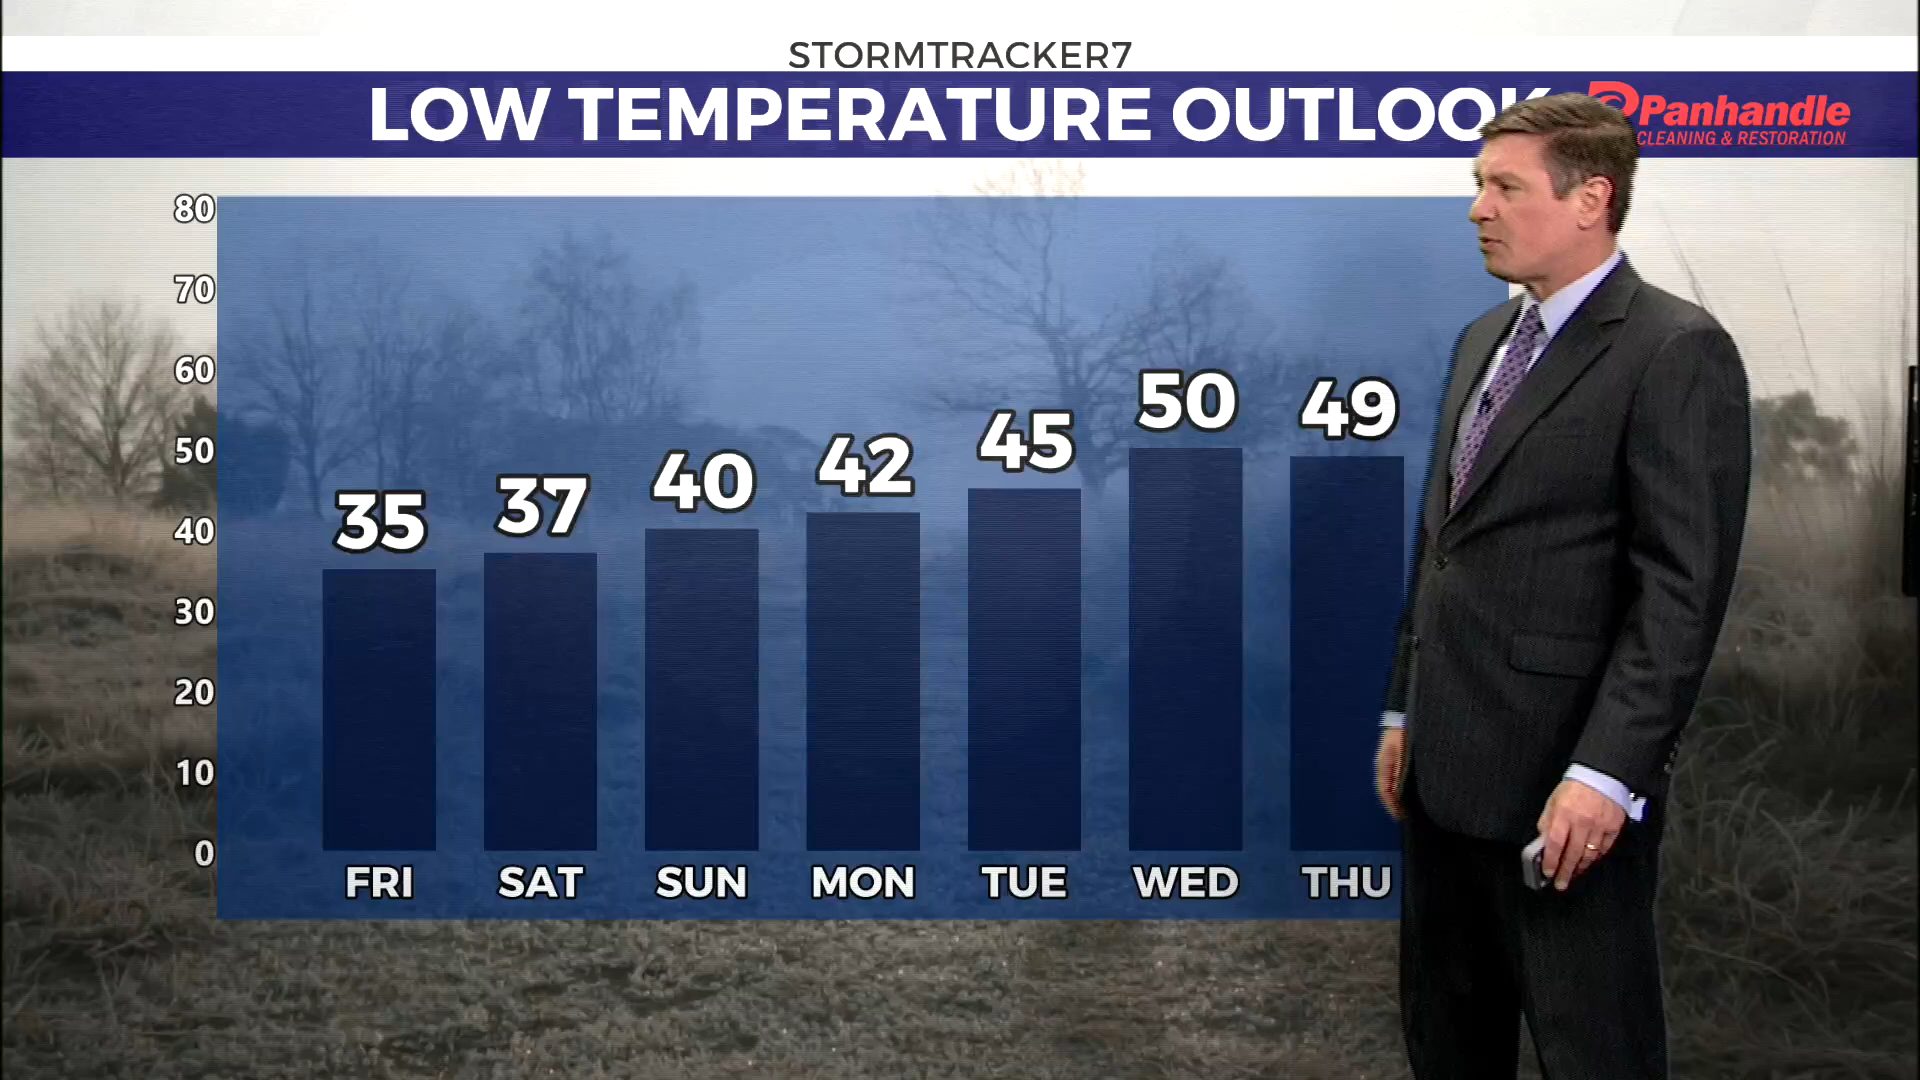 STORMTRACKER7
LOW TEMPERATURE OUTLOOK
Panhandle
CLEANING & RESTORATION
80
70
60
50
40
30
20
10
0
35
37
40
42
45
50
49
FRI
SAT
SUN
MON
TUE
WED
THU